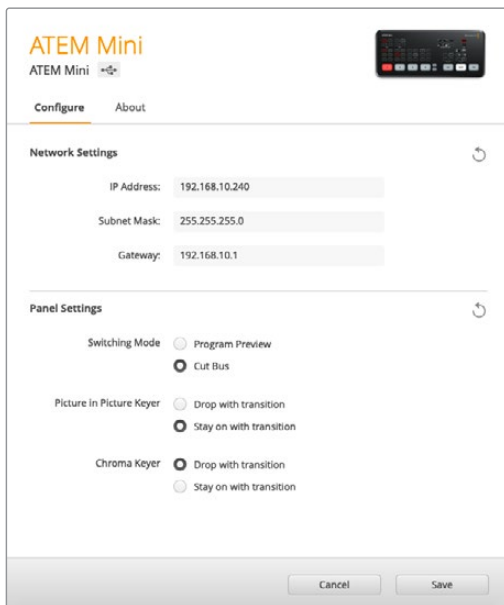 ATEM Mini
ATEM Mini
Configure About
Network Settings
IP Address: 192.168.10.240
Subnet Mask: 255.255.255.0
Gateway: 192.168.10.1
Panel Settings
Switching Mode Program Preview
Cut Bus
Picture in Picture Keyer Drop with transition
Stay on with transition
Chroma Keyer Drop with transition
Stay on with transition
Cancel Save